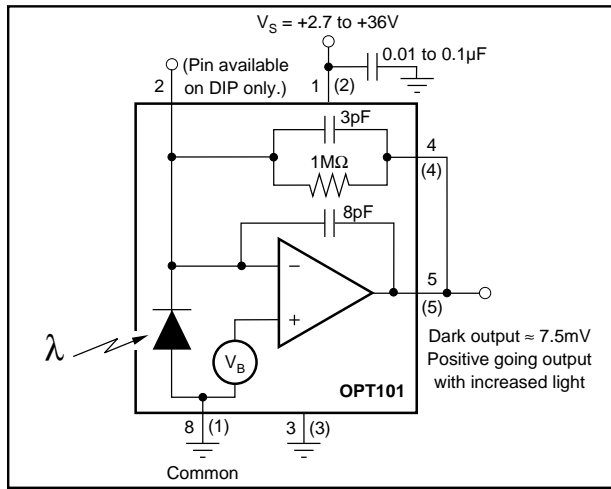 V_S = +2.7 to +36V
0.01 to 0.1µF
(Pin available
on DIP only.)
2
1
(2)
3pF
1MΩ
8pF
4
(4)
5
(5)
−
+
λ
V_B
OPT101
Dark output ≈ 7.5mV
Positive going output
with increased light
8
(1)
3
(3)
Common